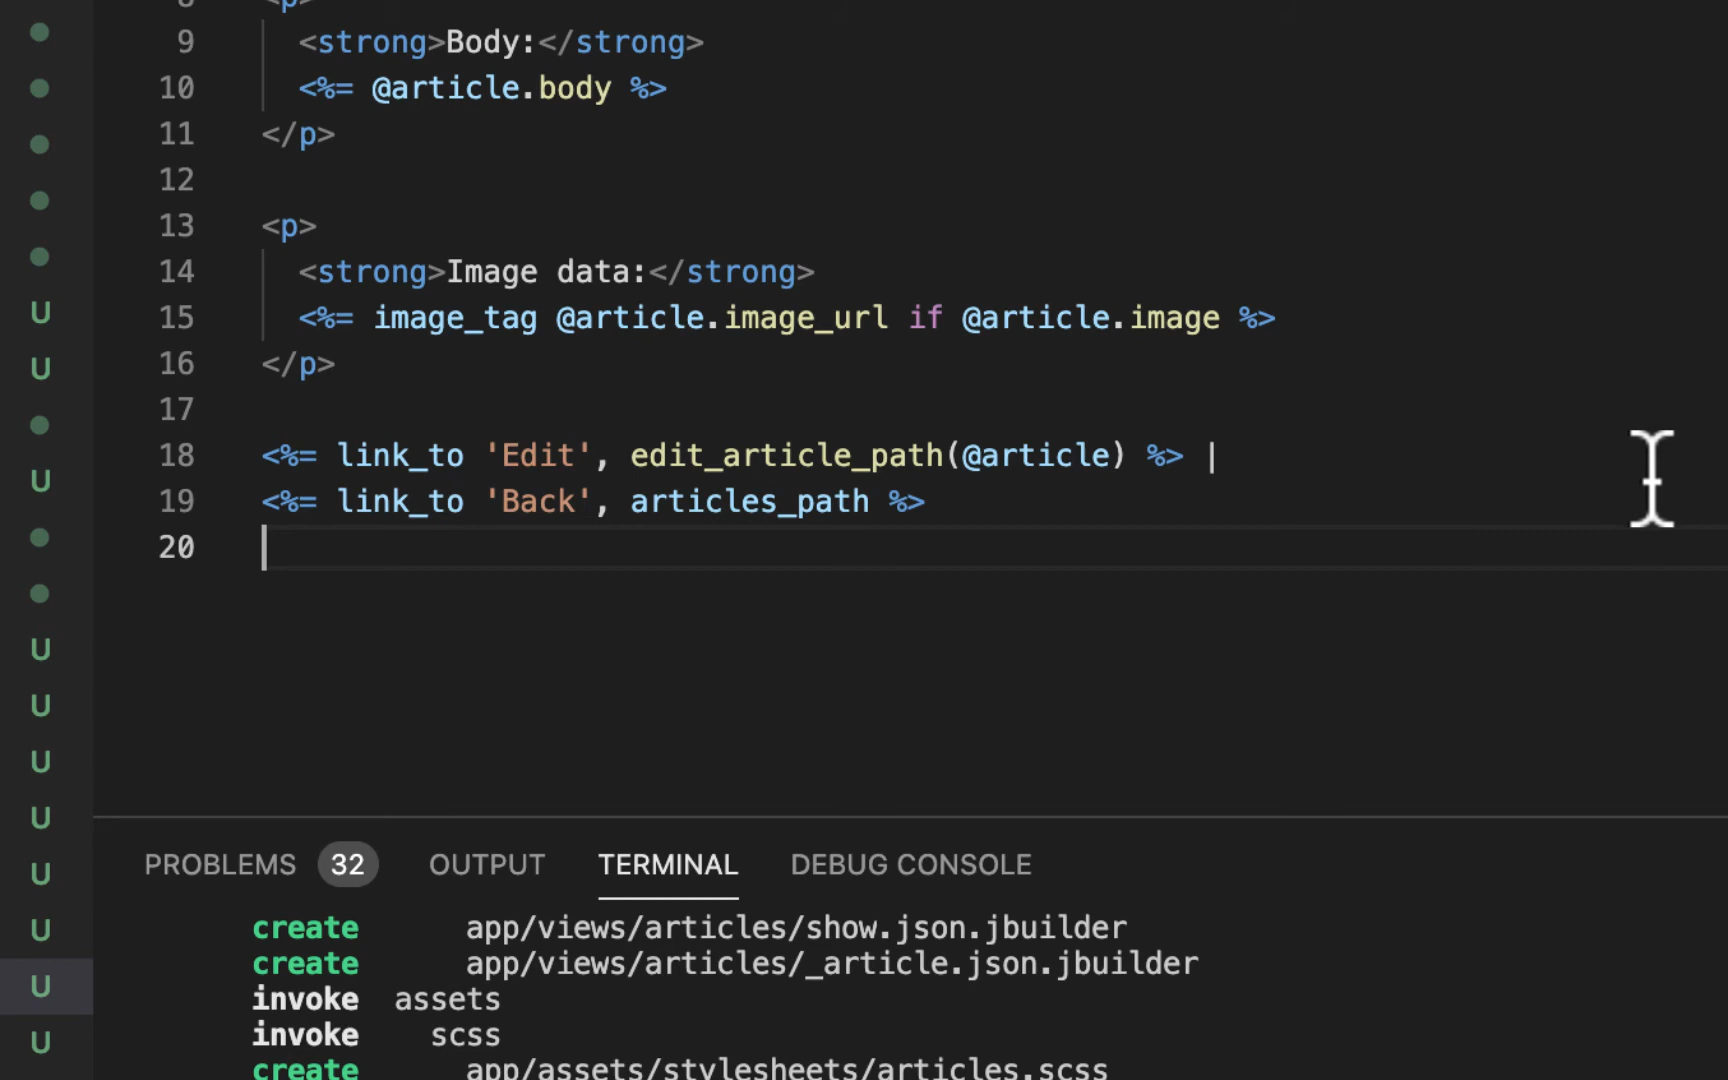 8 <p>
9 <strong>Body:</strong>
10 <%= @article.body %>
11 </p>
12
13 <p>
14 <strong>Image data:</strong>
15 <%= image_tag @article.image_url if @article.image %>
16 </p>
17
18 <%= link_to 'Edit', edit_article_path(@article) %> |
19 <%= link_to 'Back', articles_path %>
20
U
U
U
U
U
U
U
U
U
U
U
PROBLEMS 32 OUTPUT TERMINAL DEBUG CONSOLE
create app/views/articles/show.json.jbuilder
create app/views/articles/_article.json.jbuilder
invoke assets
invoke scss
create app/assets/stylesheets/articles.scss